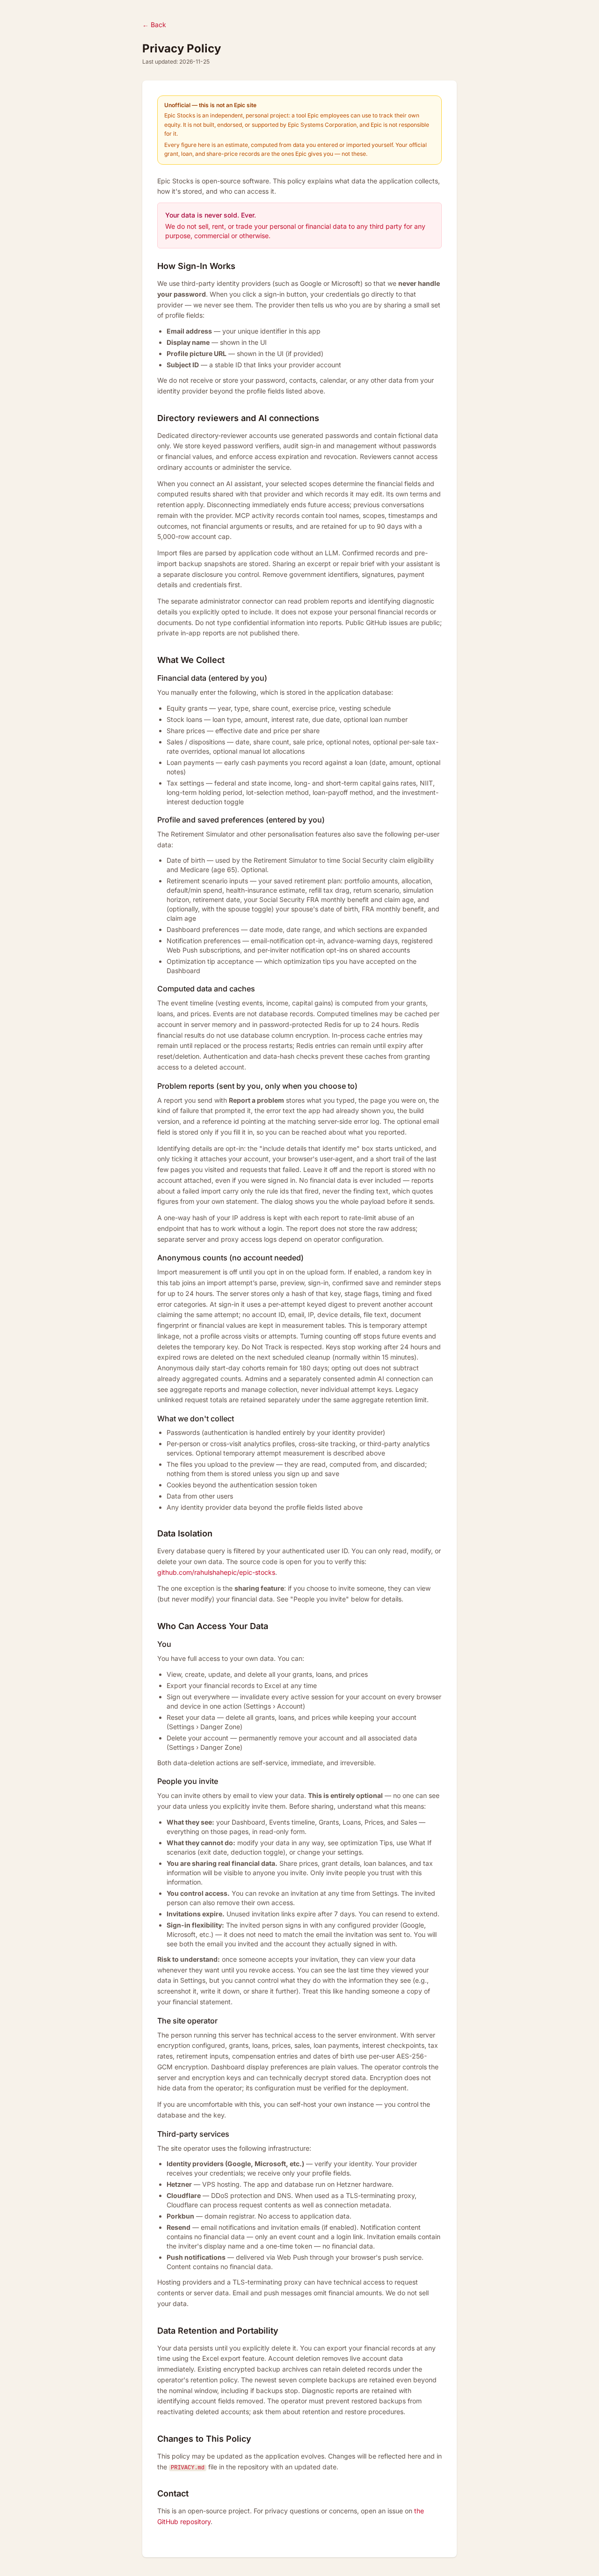 ← Back
Privacy Policy
Last updated: 2026-11-25
Unofficial — this is not an Epic site
Epic Stocks is an independent, personal project: a tool Epic employees can use to track their own
equity. It is not built, endorsed, or supported by Epic Systems Corporation, and Epic is not responsible
for it.
Every figure here is an estimate, computed from data you entered or imported yourself. Your official
grant, loan, and share-price records are the ones Epic gives you — not these.
Epic Stocks is open-source software. This policy explains what data the application collects,
how it's stored, and who can access it.
Your data is never sold. Ever.
We do not sell, rent, or trade your personal or financial data to any third party for any
purpose, commercial or otherwise.
How Sign-In Works
We use third-party identity providers (such as Google or Microsoft) so that we never handle
your password. When you click a sign-in button, your credentials go directly to that
provider — we never see them. The provider then tells us who you are by sharing a small set
of profile fields:
• Email address — your unique identifier in this app
• Display name — shown in the UI
• Profile picture URL — shown in the UI (if provided)
• Subject ID — a stable ID that links your provider account
We do not receive or store your password, contacts, calendar, or any other data from your
identity provider beyond the profile fields listed above.
Directory reviewers and AI connections
Dedicated directory-reviewer accounts use generated passwords and contain fictional data
only. We store keyed password verifiers, audit sign-in and management without passwords
or financial values, and enforce access expiration and revocation. Reviewers cannot access
ordinary accounts or administer the service.
When you connect an AI assistant, your selected scopes determine the financial fields and
computed results shared with that provider and which records it may edit. Its own terms and
retention apply. Disconnecting immediately ends future access; previous conversations
remain with the provider. MCP activity records contain tool names, scopes, timestamps and
outcomes, not financial arguments or results, and are retained for up to 90 days with a
5,000-row account cap.
Import files are parsed by application code without an LLM. Confirmed records and pre-
import backup snapshots are stored. Sharing an excerpt or repair brief with your assistant is
a separate disclosure you control. Remove government identifiers, signatures, payment
details and credentials first.
The separate administrator connector can read problem reports and identifying diagnostic
details you explicitly opted to include. It does not expose your personal financial records or
documents. Do not type confidential information into reports. Public GitHub issues are public;
private in-app reports are not published there.
What We Collect
Financial data (entered by you)
You manually enter the following, which is stored in the application database:
• Equity grants — year, type, share count, exercise price, vesting schedule
• Stock loans — loan type, amount, interest rate, due date, optional loan number
• Share prices — effective date and price per share
• Sales / dispositions — date, share count, sale price, optional notes, optional per-sale tax-
rate overrides, optional manual lot allocations
• Loan payments — early cash payments you record against a loan (date, amount, optional
notes)
• Tax settings — federal and state income, long- and short-term capital gains rates, NIIT,
long-term holding period, lot-selection method, loan-payoff method, and the investment-
interest deduction toggle
Profile and saved preferences (entered by you)
The Retirement Simulator and other personalisation features also save the following per-user
data:
• Date of birth — used by the Retirement Simulator to time Social Security claim eligibility
and Medicare (age 65). Optional.
• Retirement scenario inputs — your saved retirement plan: portfolio amounts, allocation,
default/min spend, health-insurance estimate, refill tax drag, return scenario, simulation
horizon, retirement date, your Social Security FRA monthly benefit and claim age, and
(optionally, with the spouse toggle) your spouse's date of birth, FRA monthly benefit, and
claim age
• Dashboard preferences — date mode, date range, and which sections are expanded
• Notification preferences — email-notification opt-in, advance-warning days, registered
Web Push subscriptions, and per-inviter notification opt-ins on shared accounts
• Optimization tip acceptance — which optimization tips you have accepted on the
Dashboard
Computed data and caches
The event timeline (vesting events, income, capital gains) is computed from your grants,
loans, and prices. Events are not database records. Computed timelines may be cached per
account in server memory and in password-protected Redis for up to 24 hours. Redis
financial results do not use database column encryption. In-process cache entries may
remain until replaced or the process restarts; Redis entries can remain until expiry after
reset/deletion. Authentication and data-hash checks prevent these caches from granting
access to a deleted account.
Problem reports (sent by you, only when you choose to)
A report you send with Report a problem stores what you typed, the page you were on, the
kind of failure that prompted it, the error text the app had already shown you, the build
version, and a reference id pointing at the matching server-side error log. The optional email
field is stored only if you fill it in, so you can be reached about what you reported.
Identifying details are opt-in: the "include details that identify me" box starts unticked, and
only ticking it attaches your account, your browser's user-agent, and a short trail of the last
few pages you visited and requests that failed. Leave it off and the report is stored with no
account attached, even if you were signed in. No financial data is ever included — reports
about a failed import carry only the rule ids that fired, never the finding text, which quotes
figures from your own statement. The dialog shows you the whole payload before it sends.
A one-way hash of your IP address is kept with each report to rate-limit abuse of an
endpoint that has to work without a login. The report does not store the raw address;
separate server and proxy access logs depend on operator configuration.
Anonymous counts (no account needed)
Import measurement is off until you opt in on the upload form. If enabled, a random key in
this tab joins an import attempt's parse, preview, sign-in, confirmed save and reminder steps
for up to 24 hours. The server stores only a hash of that key, stage flags, timing and fixed
error categories. At sign-in it uses a per-attempt keyed digest to prevent another account
claiming the same attempt; no account ID, email, IP, device details, file text, document
fingerprint or financial values are kept in measurement tables. This is temporary attempt
linkage, not a profile across visits or attempts. Turning counting off stops future events and
deletes the temporary key. Do Not Track is respected. Keys stop working after 24 hours and
expired rows are deleted on the next scheduled cleanup (normally within 15 minutes).
Anonymous daily start-day cohorts remain for 180 days; opting out does not subtract
already aggregated counts. Admins and a separately consented admin AI connection can
see aggregate reports and manage collection, never individual attempt keys. Legacy
unlinked request totals are retained separately under the same aggregate retention limit.
What we don't collect
• Passwords (authentication is handled entirely by your identity provider)
• Per-person or cross-visit analytics profiles, cross-site tracking, or third-party analytics
services. Optional temporary attempt measurement is described above
• The files you upload to the preview — they are read, computed from, and discarded;
nothing from them is stored unless you sign up and save
• Cookies beyond the authentication session token
• Data from other users
• Any identity provider data beyond the profile fields listed above
Data Isolation
Every database query is filtered by your authenticated user ID. You can only read, modify, or
delete your own data. The source code is open for you to verify this:
github.com/rahulshahepic/epic-stocks.
The one exception is the sharing feature: if you choose to invite someone, they can view
(but never modify) your financial data. See "People you invite" below for details.
Who Can Access Your Data
You
You have full access to your own data. You can:
• View, create, update, and delete all your grants, loans, and prices
• Export your financial records to Excel at any time
• Sign out everywhere — invalidate every active session for your account on every browser
and device in one action (Settings › Account)
• Reset your data — delete all grants, loans, and prices while keeping your account
(Settings › Danger Zone)
• Delete your account — permanently remove your account and all associated data
(Settings › Danger Zone)
Both data-deletion actions are self-service, immediate, and irreversible.
People you invite
You can invite others by email to view your data. This is entirely optional — no one can see
your data unless you explicitly invite them. Before sharing, understand what this means:
• What they see: your Dashboard, Events timeline, Grants, Loans, Prices, and Sales —
everything on those pages, in read-only form.
• What they cannot do: modify your data in any way, see optimization Tips, use What If
scenarios (exit date, deduction toggle), or change your settings.
• You are sharing real financial data. Share prices, grant details, loan balances, and tax
information will be visible to anyone you invite. Only invite people you trust with this
information.
• You control access. You can revoke an invitation at any time from Settings. The invited
person can also remove their own access.
• Invitations expire. Unused invitation links expire after 7 days. You can resend to extend.
• Sign-in flexibility: The invited person signs in with any configured provider (Google,
Microsoft, etc.) — it does not need to match the email the invitation was sent to. You will
see both the email you invited and the account they actually signed in with.
Risk to understand: once someone accepts your invitation, they can view your data
whenever they want until you revoke access. You can see the last time they viewed your
data in Settings, but you cannot control what they do with the information they see (e.g.,
screenshot it, write it down, or share it further). Treat this like handing someone a copy of
your financial statement.
The site operator
The person running this server has technical access to the server environment. With server
encryption configured, grants, loans, prices, sales, loan payments, interest checkpoints, tax
rates, retirement inputs, compensation entries and dates of birth use per-user AES-256-
GCM encryption. Dashboard display preferences are plain values. The operator controls the
server and encryption keys and can technically decrypt stored data. Encryption does not
hide data from the operator; its configuration must be verified for the deployment.
If you are uncomfortable with this, you can self-host your own instance — you control the
database and the key.
Third-party services
The site operator uses the following infrastructure:
• Identity providers (Google, Microsoft, etc.) — verify your identity. Your provider
receives your credentials; we receive only your profile fields.
• Hetzner — VPS hosting. The app and database run on Hetzner hardware.
• Cloudflare — DDoS protection and DNS. When used as a TLS-terminating proxy,
Cloudflare can process request contents as well as connection metadata.
• Porkbun — domain registrar. No access to application data.
• Resend — email notifications and invitation emails (if enabled). Notification content
contains no financial data — only an event count and a login link. Invitation emails contain
the inviter's display name and a one-time token — no financial data.
• Push notifications — delivered via Web Push through your browser's push service.
Content contains no financial data.
Hosting providers and a TLS-terminating proxy can have technical access to request
contents or server data. Email and push messages omit financial amounts. We do not sell
your data.
Data Retention and Portability
Your data persists until you explicitly delete it. You can export your financial records at any
time using the Excel export feature. Account deletion removes live account data
immediately. Existing encrypted backup archives can retain deleted records under the
operator's retention policy. The newest seven complete backups are retained even beyond
the nominal window, including if backups stop. Diagnostic reports are retained with
identifying account fields removed. The operator must prevent restored backups from
reactivating deleted accounts; ask them about retention and restore procedures.
Changes to This Policy
This policy may be updated as the application evolves. Changes will be reflected here and in
the PRIVACY.md file in the repository with an updated date.
Contact
This is an open-source project. For privacy questions or concerns, open an issue on the
GitHub repository.